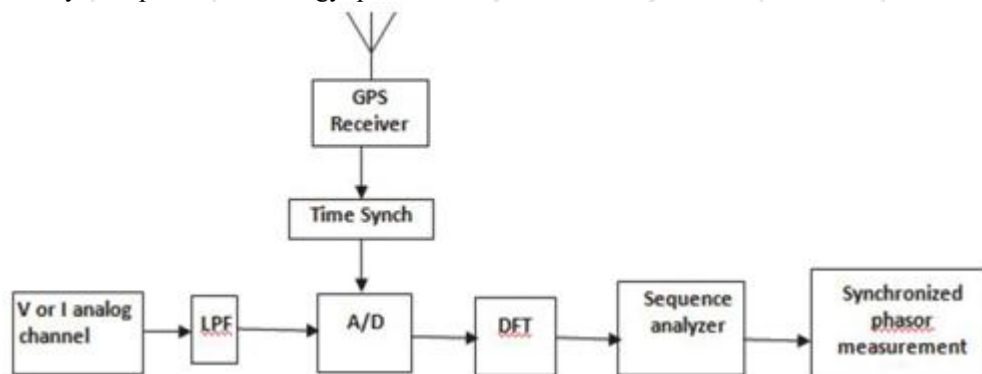 GPS
Receiver
Time Synch
V or I analog
channel
LPF
A/D
DFT
Sequence
analyzer
Synchronized
phasor
measurement